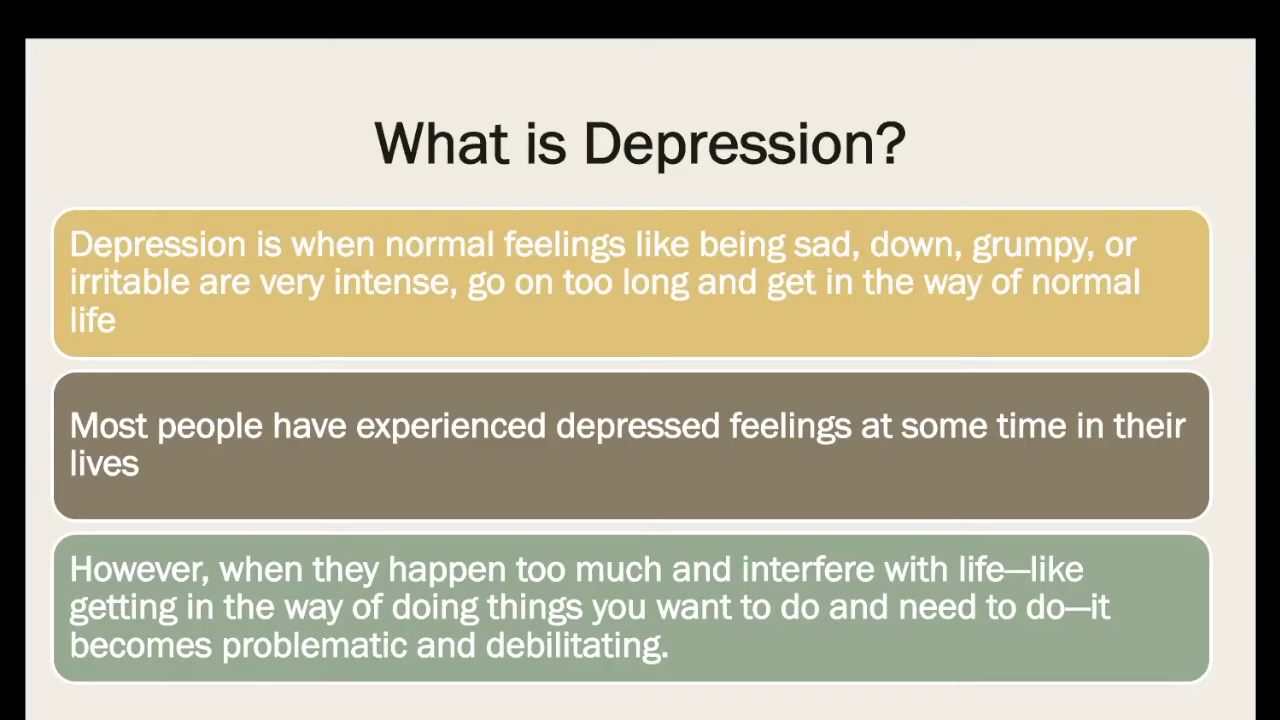 What is Depression?
Depression is when normal feelings like being sad, down, grumpy, or
irritable are very intense, go on too long and get in the way of normal
life
Most people have experienced depressed feelings at some time in their
lives
However, when they happen too much and interfere with life—like
getting in the way of doing things you want to do and need to do—it
becomes problematic and debilitating.